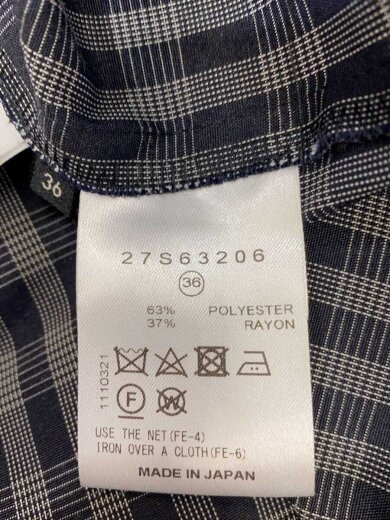 36
27S63206
36
63% POLYESTER
37% RAYON
1110321
F W
USE THE NET(FE-4)
IRON OVER A CLOTH(FE-6)
MADE IN JAPAN